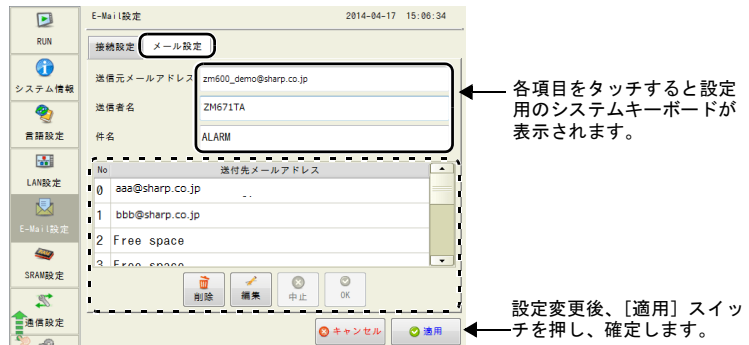 E-Mail設定 2014-04-17 15:06:34
RUN
システム情報
言語設定
LAN設定
E-Mail設定
SRAM設定
通信設定
接続設定 メール設定
送信元メールアドレス zm600_demo@sharp.co.jp
送信者名 ZM671TA
件名 ALARM
No 送付先メールアドレス
0 aaa@sharp.co.jp
1 bbb@sharp.co.jp
2 Free space
3 Free space
削除 編集 中止 OK
キャンセル 適用
各項目をタッチすると設定
用のシステムキーボードが
表示されます。
設定変更後、[適用] スイッ
チを押し、確定します。